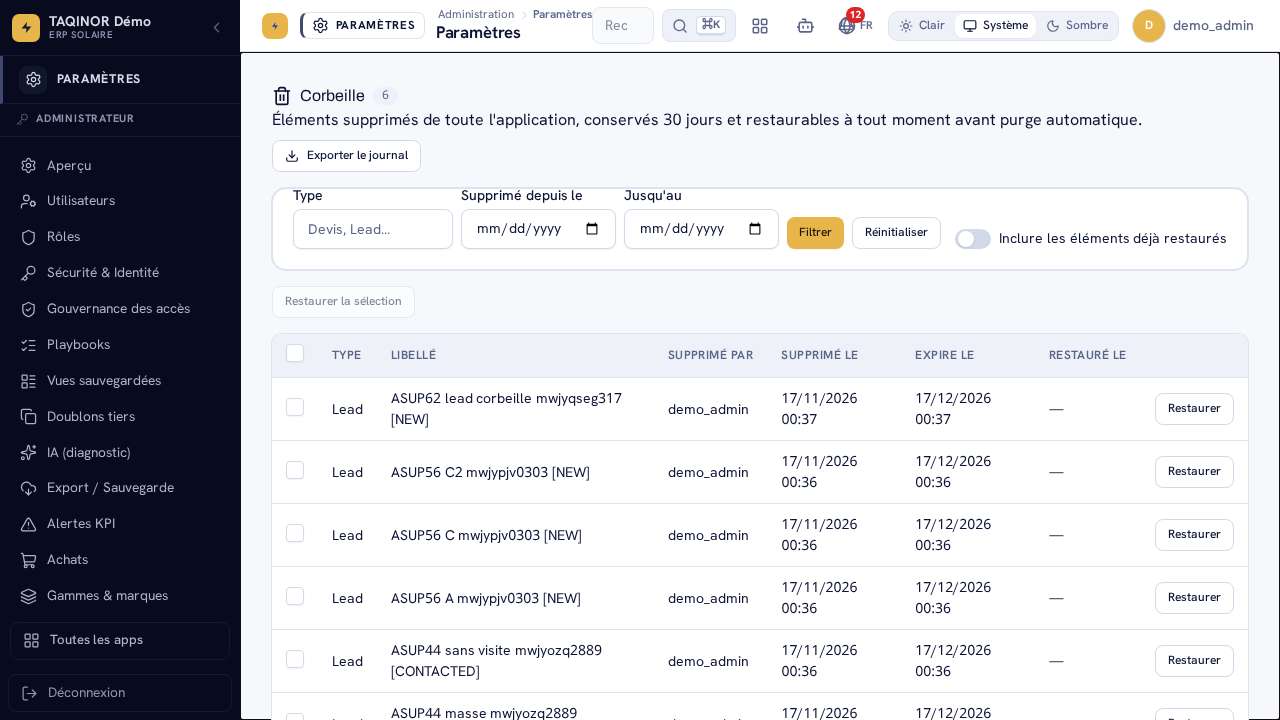 TAQINOR Démo
ERP SOLAIRE
PARAMÈTRES
ADMINISTRATEUR
Aperçu
Utilisateurs
Rôles
Sécurité & Identité
Gouvernance des accès
Playbooks
Vues sauvegardées
Doublons tiers
IA (diagnostic)
Export / Sauvegarde
Alertes KPI
Achats
Gammes & marques
Toutes les apps
Déconnexion
PARAMÈTRES
Administration Paramètres
Paramètres
Rec
⌘K
12
FR
Clair Système Sombre
D demo_admin
Corbeille 6
Éléments supprimés de toute l'application, conservés 30 jours et restaurables à tout moment avant purge automatique.
Exporter le journal
Type Supprimé depuis le Jusqu'au
Devis, Lead… mm/dd/yyyy mm/dd/yyyy Filtrer Réinitialiser Inclure les éléments déjà restaurés
Restaurer la sélection
TYPE LIBELLÉ SUPPRIMÉ PAR SUPPRIMÉ LE EXPIRE LE RESTAURÉ LE
Lead ASUP62 lead corbeille mwjyqseg317 [NEW] demo_admin 17/11/2026 00:37 17/12/2026 00:37 — Restaurer
Lead ASUP56 C2 mwjypjv0303 [NEW] demo_admin 17/11/2026 00:36 17/12/2026 00:36 — Restaurer
Lead ASUP56 C mwjypjv0303 [NEW] demo_admin 17/11/2026 00:36 17/12/2026 00:36 — Restaurer
Lead ASUP56 A mwjypjv0303 [NEW] demo_admin 17/11/2026 00:36 17/12/2026 00:36 — Restaurer
Lead ASUP44 sans visite mwjyozq2889 [CONTACTED] demo_admin 17/11/2026 00:36 17/12/2026 00:36 — Restaurer
ASUP44 masse mwjyozq2889 17/11/2026 17/12/2026